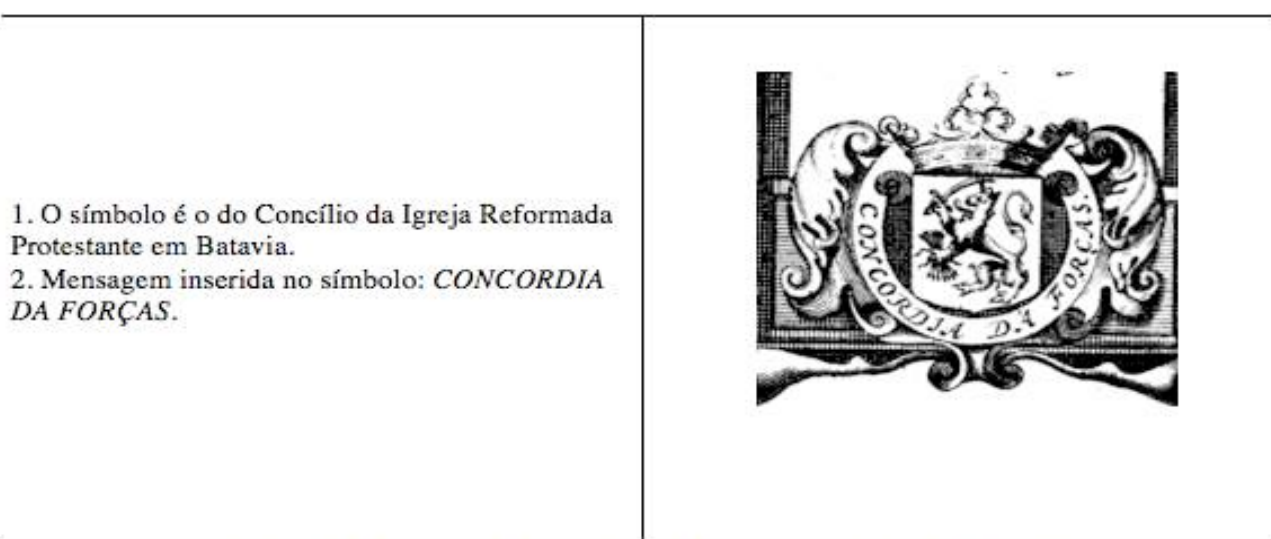 1. O símbolo é o do Concílio da Igreja Reformada
Protestante em Batavia.
2. Mensagem inserida no símbolo: CONCORDIA
DA FORÇAS.
CONCORDIA DÁ FORÇAS.